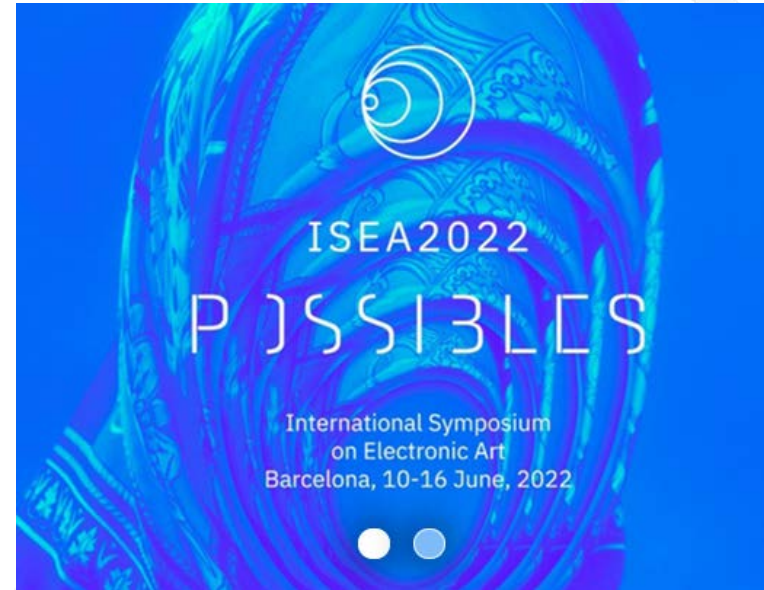 ISEA2022
POSSIBLES
International Symposium
on Electronic Art
Barcelona, 10-16 June, 2022